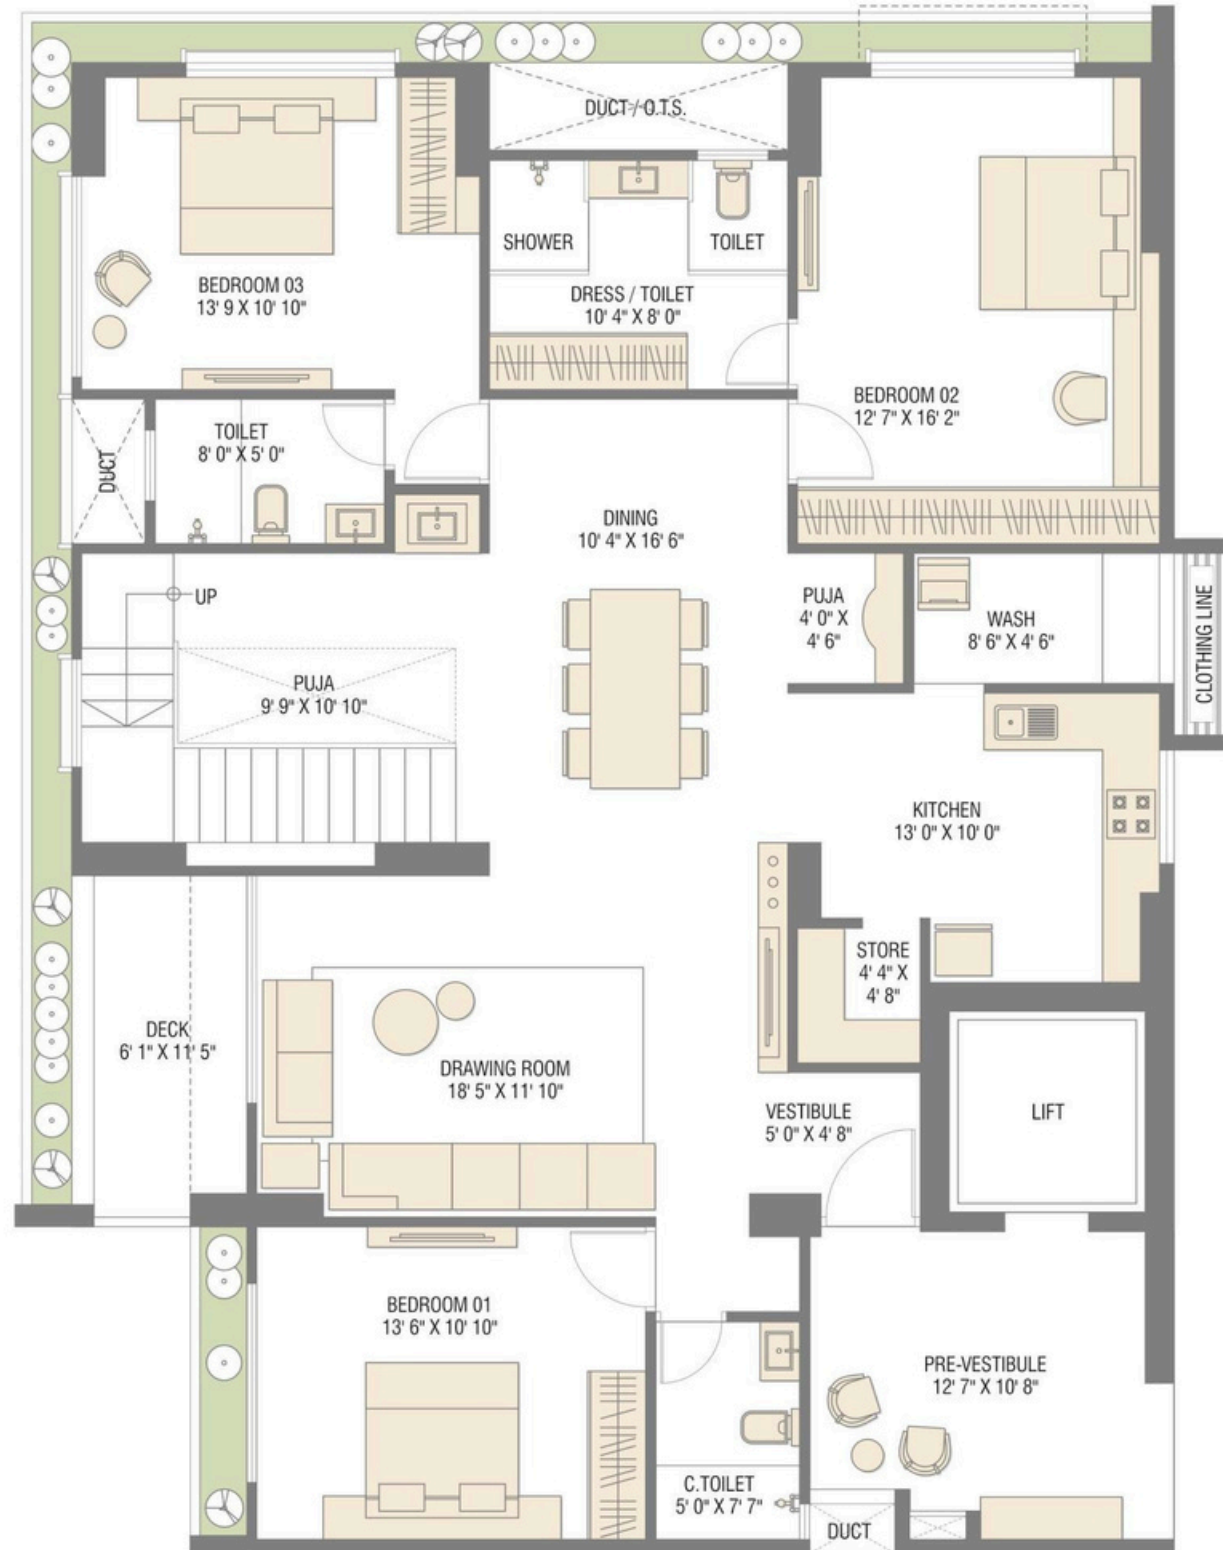 DUCT / O.T.S.
SHOWER
TOILET
BEDROOM 03
13' 9 X 10' 10"
DRESS / TOILET
10' 4" X 8' 0"
BEDROOM 02
12' 7" X 16' 2"
TOILET
8' 0" X 5' 0"
DUCT
DINING
10' 4" X 16' 6"
UP
PUJA
4' 0" X
4' 6"
WASH
8' 6" X 4' 6"
CLOTHING LINE
PUJA
9' 9" X 10' 10"
KITCHEN
13' 0" X 10' 0"
STORE
4' 4" X
4' 8"
DECK
6' 1" X 11' 5"
DRAWING ROOM
18' 5" X 11' 10"
VESTIBULE
5' 0" X 4' 8"
LIFT
BEDROOM 01
13' 6" X 10' 10"
PRE-VESTIBULE
12' 7" X 10' 8"
C.TOILET
5' 0" X 7' 7"
DUCT